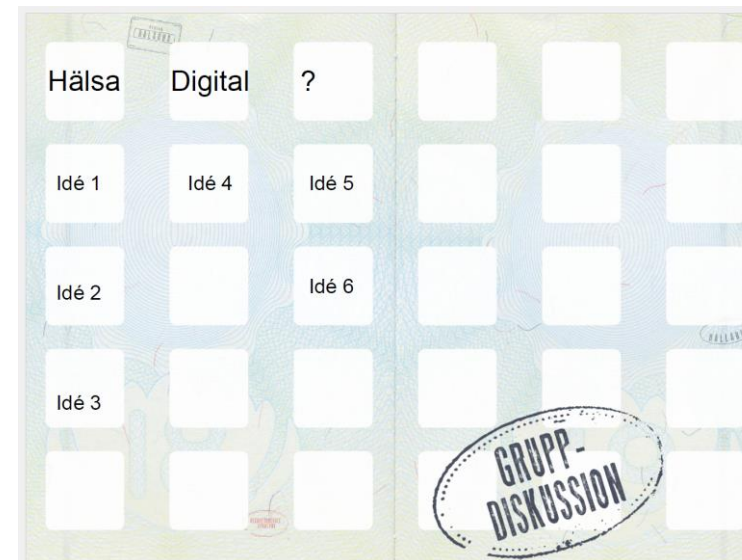 Hälsa Digital ?
Idé 1 Idé 4 Idé 5
Idé 2 Idé 6
Idé 3
GRUPP-
DISKUSSION